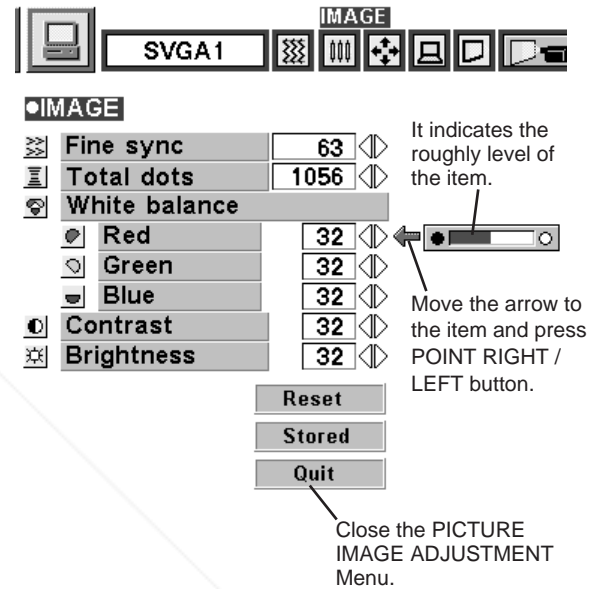 IMAGE
SVGA1
IMAGE
Fine sync 63
Total dots 1056
White balance
Red 32
Green 32
Blue 32
Contrast 32
Brightness 32
It indicates the
roughly level of
the item.
Move the arrow to
the item and press
POINT RIGHT /
LEFT button.
Reset
Stored
Quit
Close the PICTURE
IMAGE ADJUSTMENT
Menu.